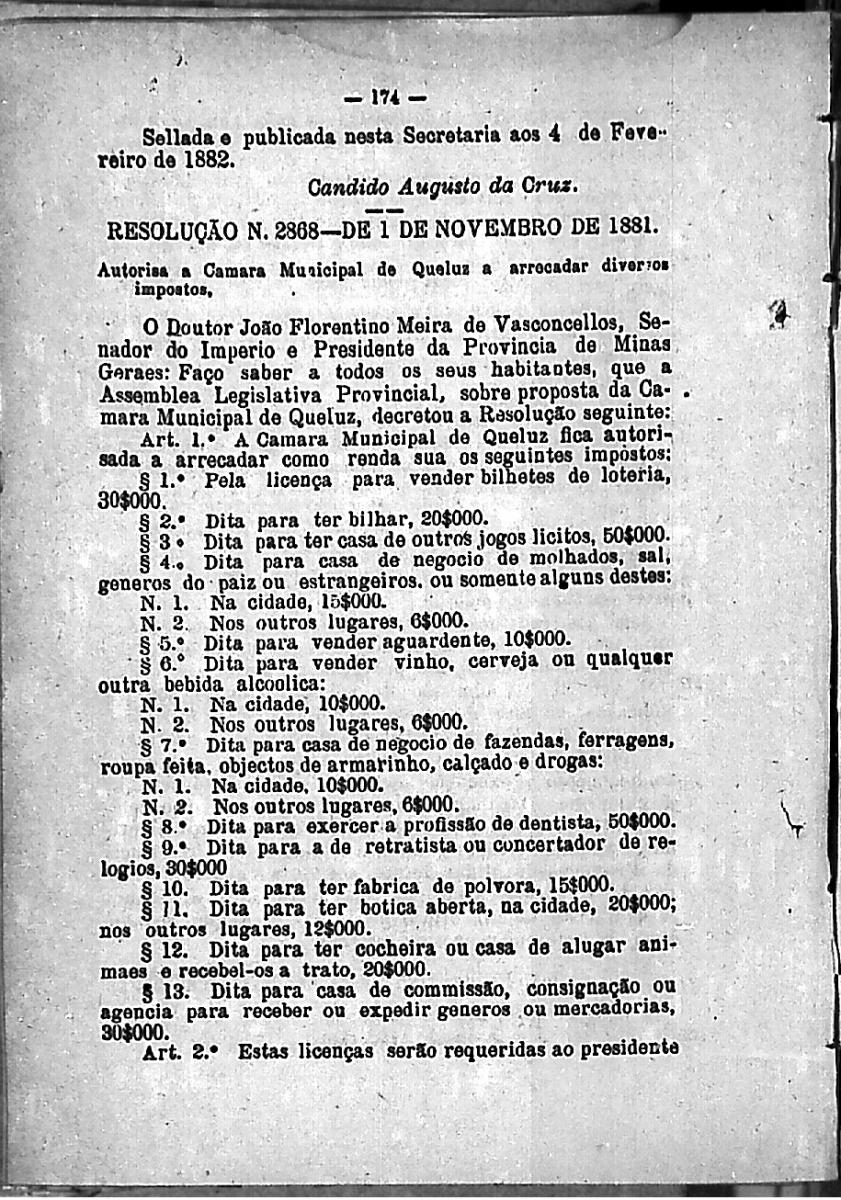 — 174 —
Sellada e publicada nesta Secretaria aos 4 de Feve-
reiro de 1882.
Candido Augusto da Cruz.
RESOLUÇÃO N. 2868—DE 1 DE NOVEMBRO DE 1881.
Autorisa a Camara Municipal de Queluz a arrecadar diversos
impostos,
O Doutor João Florentino Meira de Vasconcellos, Se-
nador do Imperio e Presidente da Provincia de Minas
Geraes: Faço saber a todos os seus habitantes, que a
Assemblea Legislativa Provincial, sobre proposta da Ca-
mara Municipal de Queluz, decretou a Resolução seguinte:
Art. 1.º A Camara Municipal de Queluz fica autori-
sada a arrecadar como renda sua os seguintes impostos:
§ 1.º Pela licença para vender bilhetes de loteria,
30$000.
§ 2.º Dita para ter bilhar, 20$000.
§ 3º Dita para ter casa de outros jogos licitos, 50$000.
§ 4.º Dita para casa de negocio de molhados, sal,
generos do paiz ou estrangeiros. ou somente alguns destes:
N. 1. Na cidade, 15$000.
N. 2. Nos outros lugares, 6$000.
§ 5.º Dita para vender aguardente, 10$000.
§ 6.º Dita para vender vinho, cerveja ou qualquer
outra bebida alcoolica:
N. 1. Na cidade, 10$000.
N. 2. Nos outros lugares, 6$000.
§ 7.º Dita para casa de negocio de fazendas, ferragens,
roupa feita, objectos de armarinho, calçado e drogas:
N. 1. Na cidade, 10$000.
N. 2. Nos outros lugares, 6$000.
§ 8.º Dita para exercer a profissão de dentista, 50$000.
§ 9.º Dita para a de retratista ou concertador de re-
logios, 30$000
§ 10. Dita para ter fabrica de polvora, 15$000.
§ 11. Dita para ter botica aberta, na cidade, 20$000;
nos outros lugares, 12$000.
§ 12. Dita para ter cocheira ou casa de alugar ani-
maes e recebel-os a trato, 20$000.
§ 13. Dita para casa de commissão, consignação ou
agencia para receber ou expedir generos ou mercadorias,
30$000.
Art. 2.º Estas licenças serão requeridas ao presidente